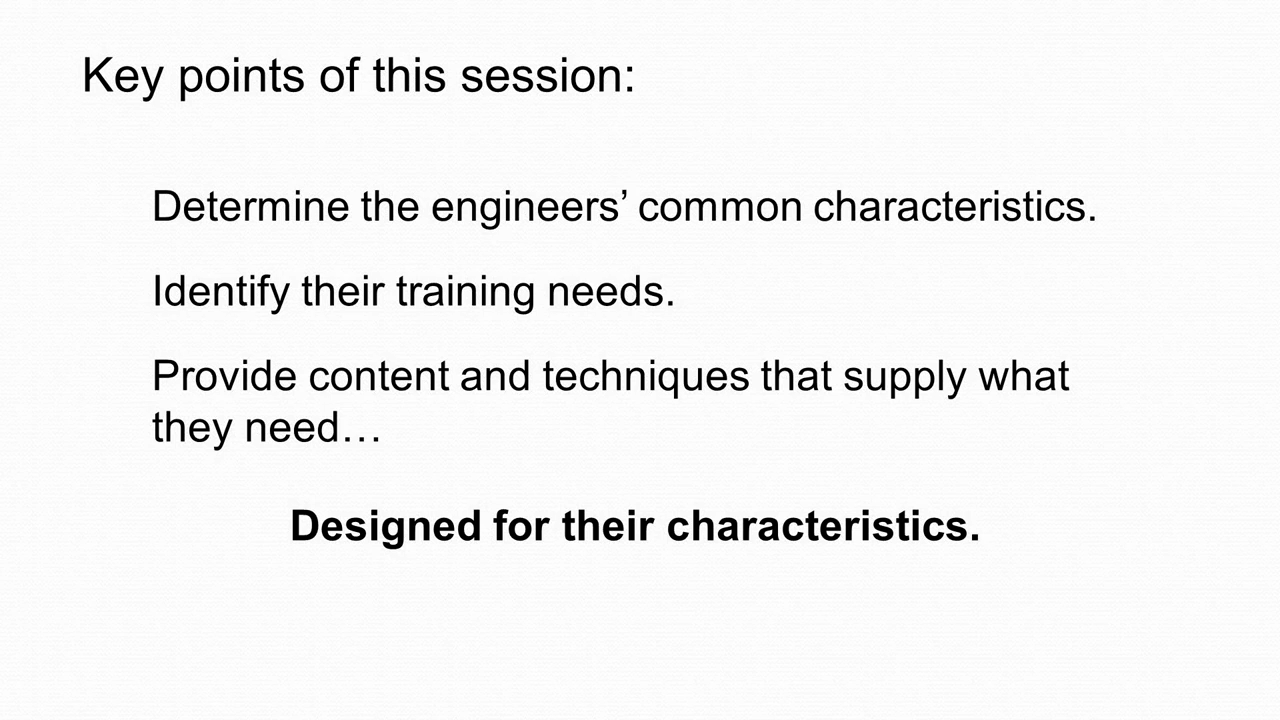 Key points of this session:
Determine the engineers’ common characteristics.
Identify their training needs.
Provide content and techniques that supply what
they need…
Designed for their characteristics.